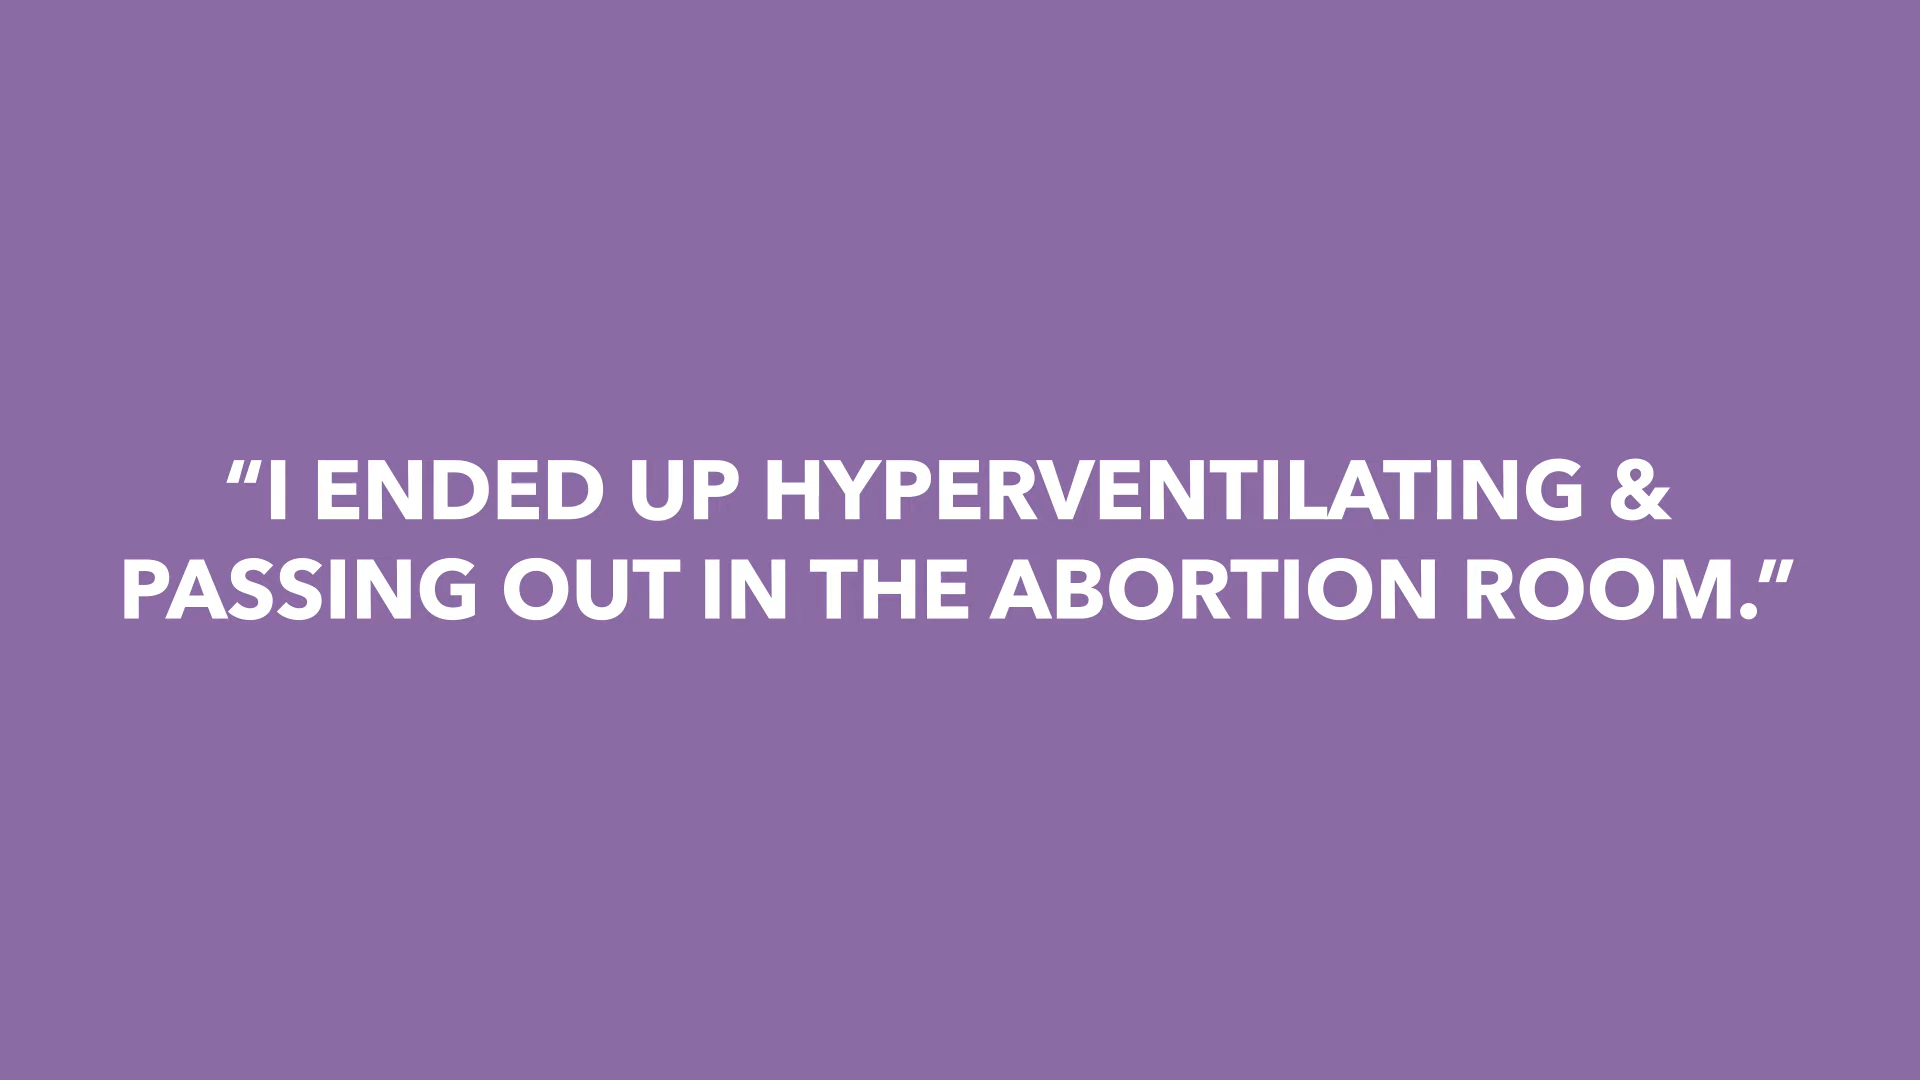 “I ENDED UP HYPERVENTILATING &
PASSING OUT IN THE ABORTION ROOM.”